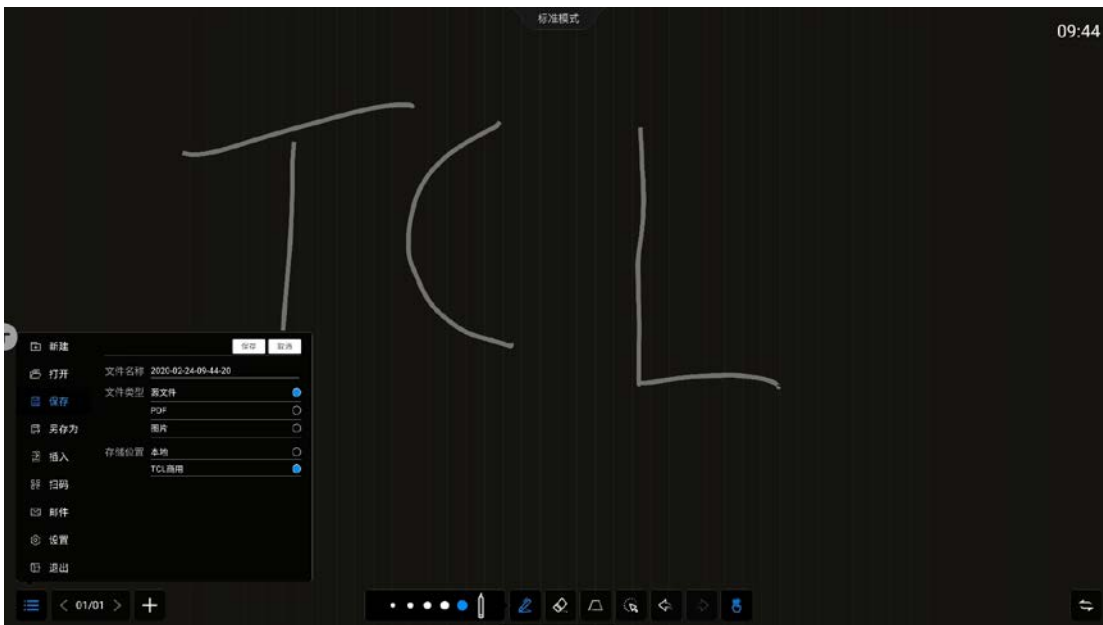 标准模式
09:44
TCL
新建
保存 取消
打开
文件名称 2020-02-24-09-44-20
保存
文件类型 源文件
PDF
图片
另存为
插入
存储位置 本地
TCL商用
扫码
邮件
设置
退出
01/01